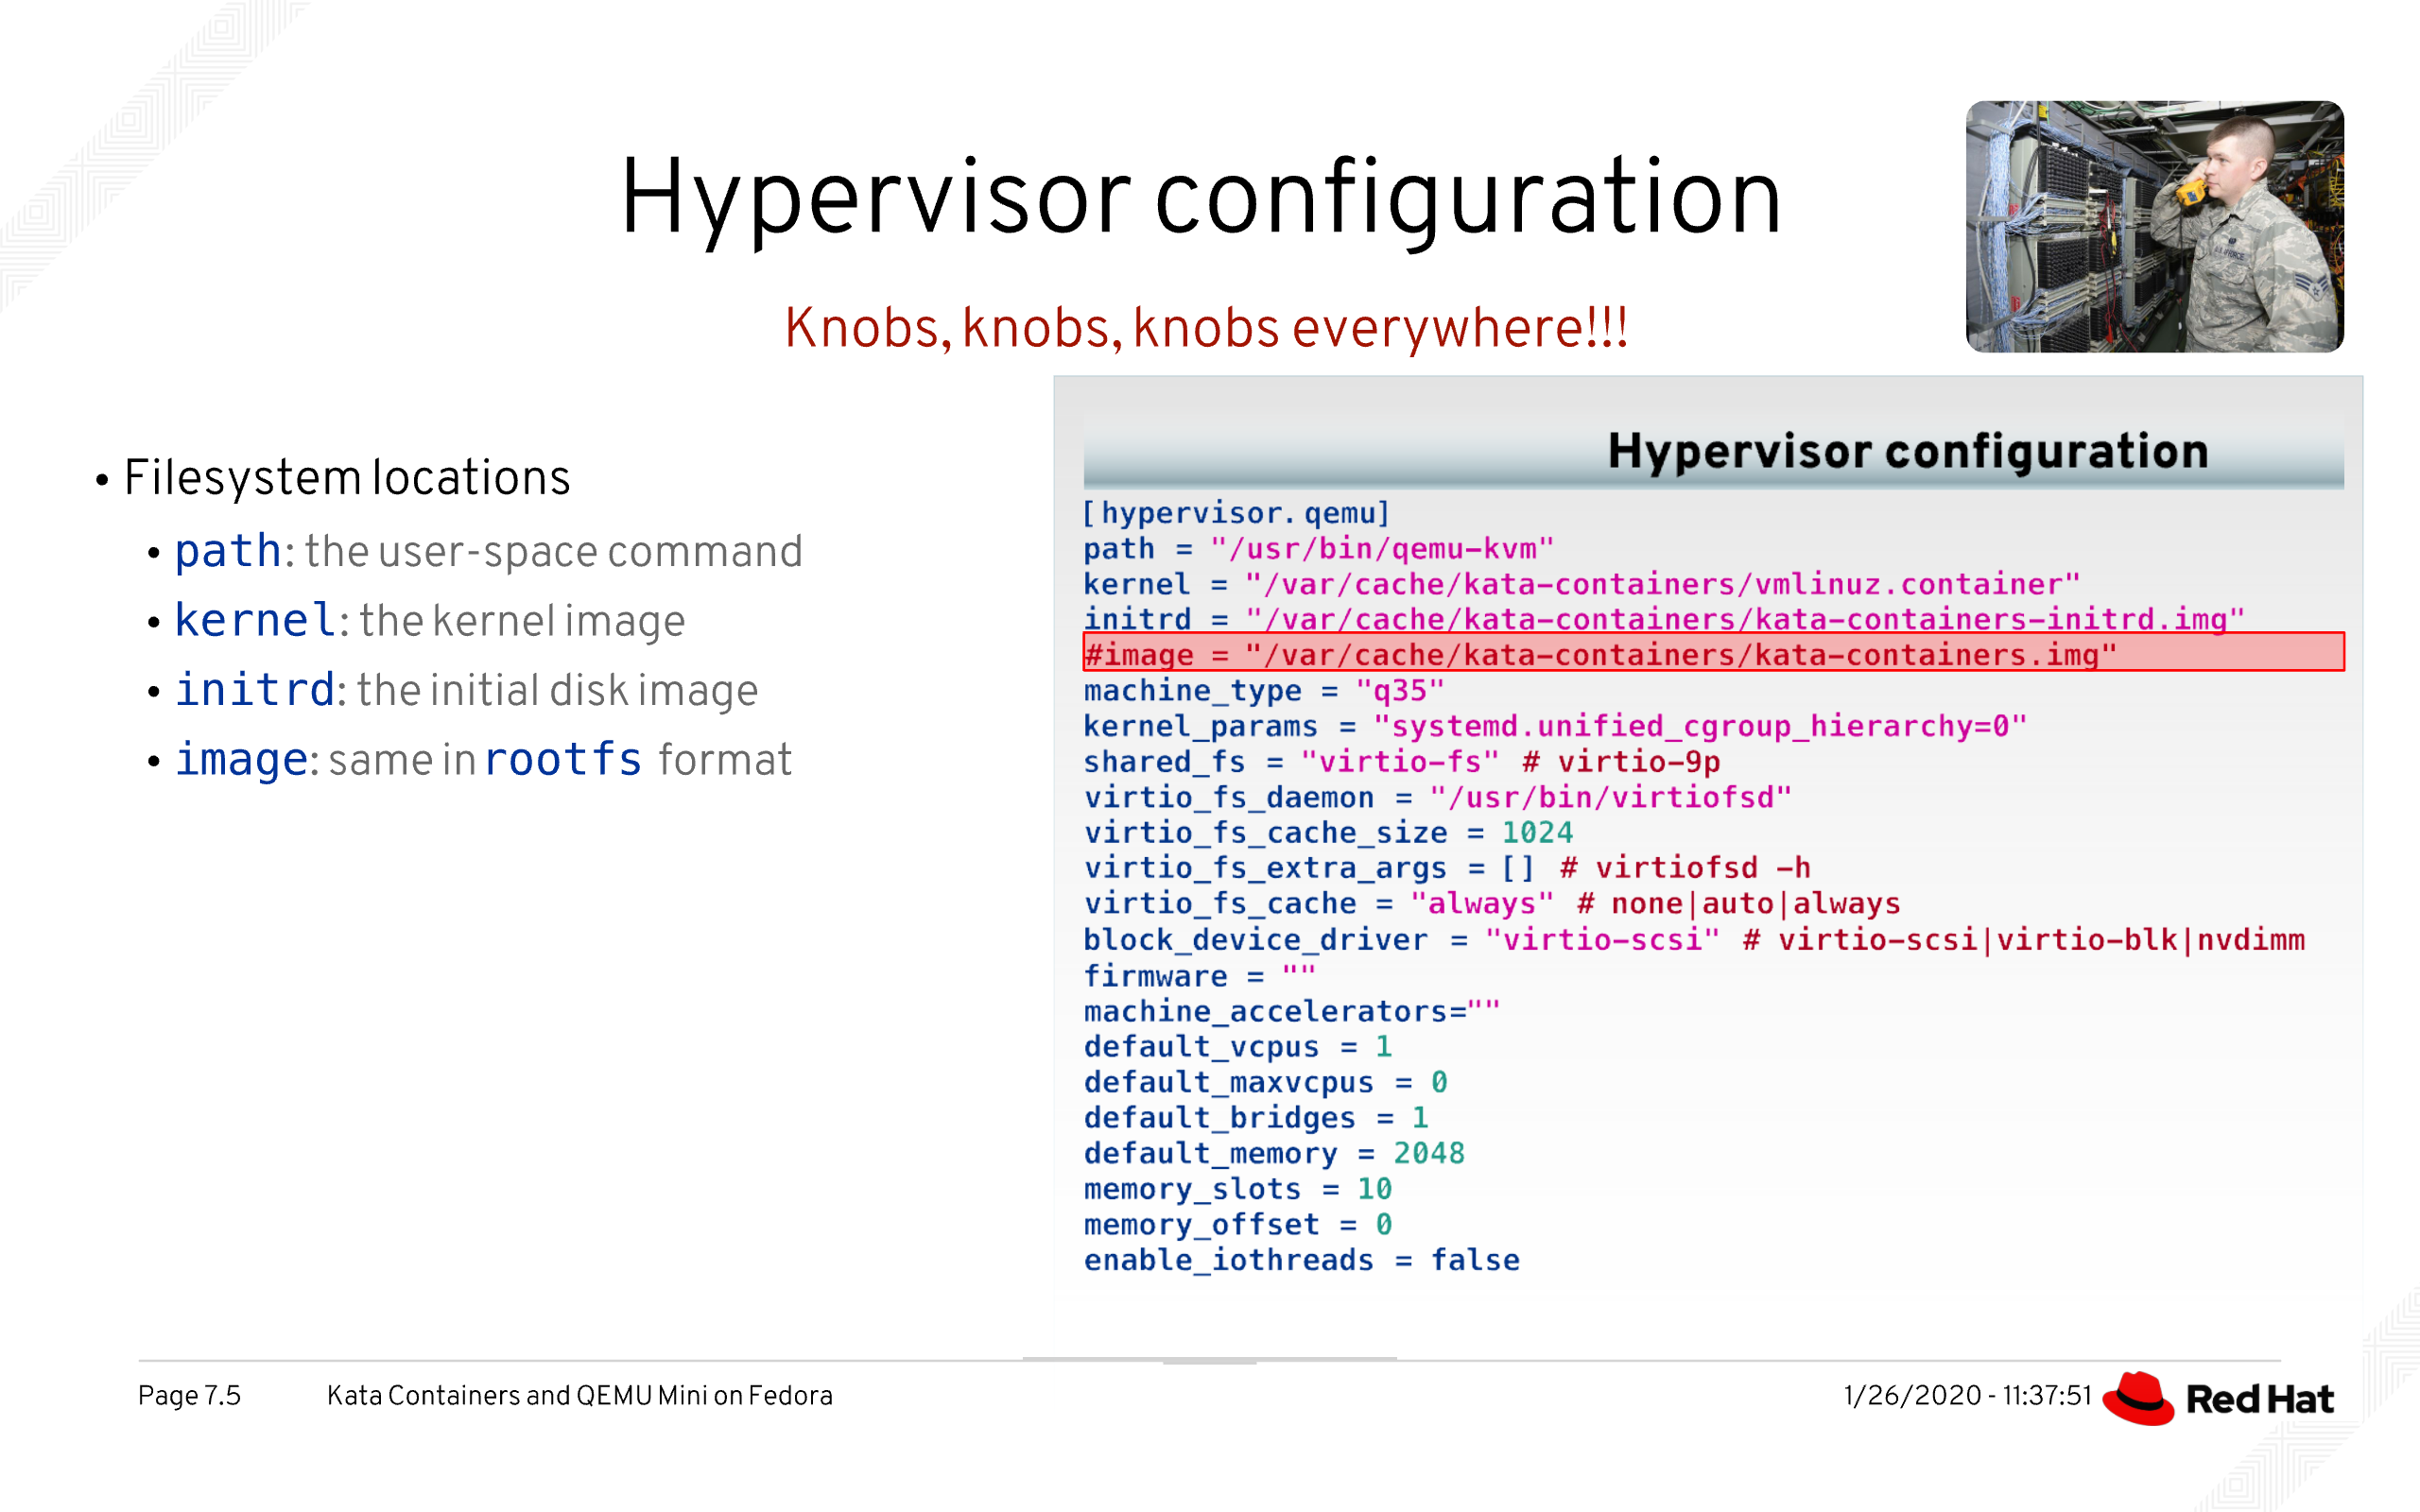 Hypervisor configuration
Knobs, knobs, knobs everywhere!!!
• Filesystem locations
• path: the user-space command
• kernel: the kernel image
• initrd: the initial disk image
• image: same in rootfs format
Hypervisor configuration
[hypervisor.qemu]
path = "/usr/bin/qemu-kvm"
kernel = "/var/cache/kata-containers/vmlinuz.container"
initrd = "/var/cache/kata-containers/kata-containers-initrd.img"
#image = "/var/cache/kata-containers/kata-containers.img"
machine_type = "q35"
kernel_params = "systemd.unified_cgroup_hierarchy=0"
shared_fs = "virtio-fs" # virtio-9p
virtio_fs_daemon = "/usr/bin/virtiofsd"
virtio_fs_cache_size = 1024
virtio_fs_extra_args = [] # virtiofsd -h
virtio_fs_cache = "always" # none|auto|always
block_device_driver = "virtio-scsi" # virtio-scsi|virtio-blk|nvdimm
firmware = ""
machine_accelerators=""
default_vcpus = 1
default_maxvcpus = 0
default_bridges = 1
default_memory = 2048
memory_slots = 10
memory_offset = 0
enable_iothreads = false
Page 7.5 Kata Containers and QEMU Mini on Fedora 1/26/2020 - 11:37:51 Red Hat